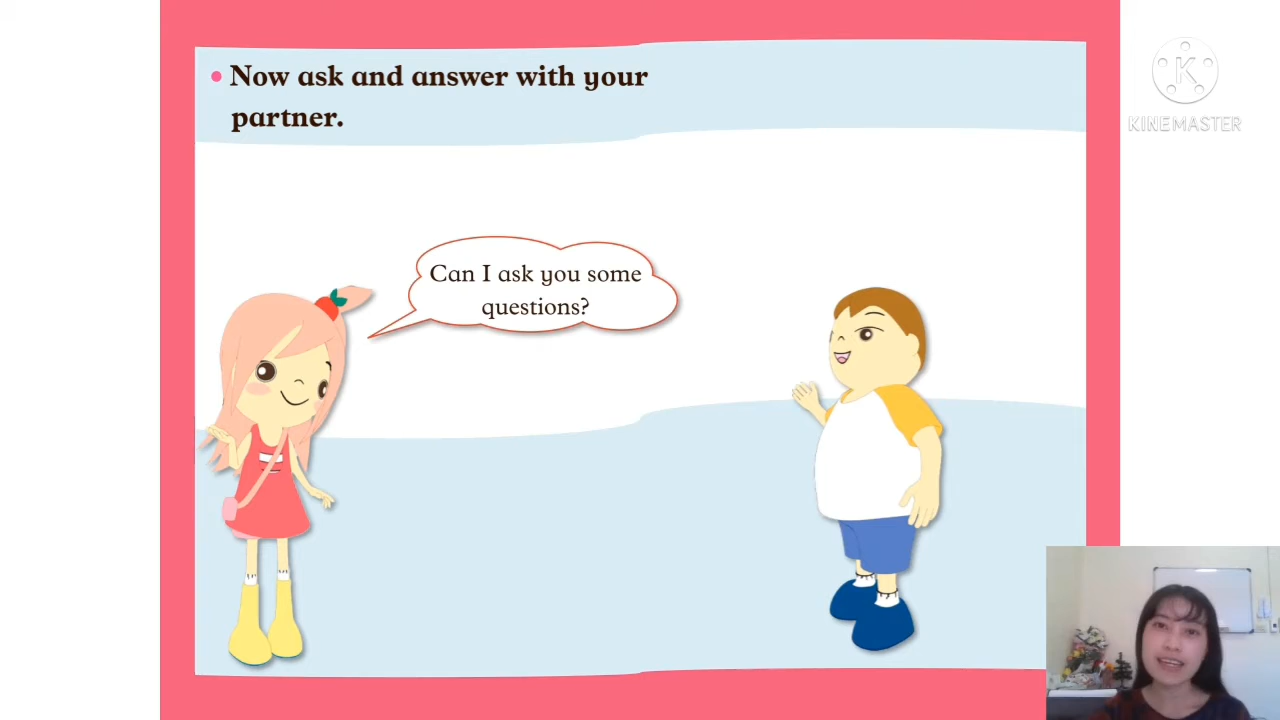 Now ask and answer with your
partner.
Can I ask you some
questions?
K
KINEMASTER